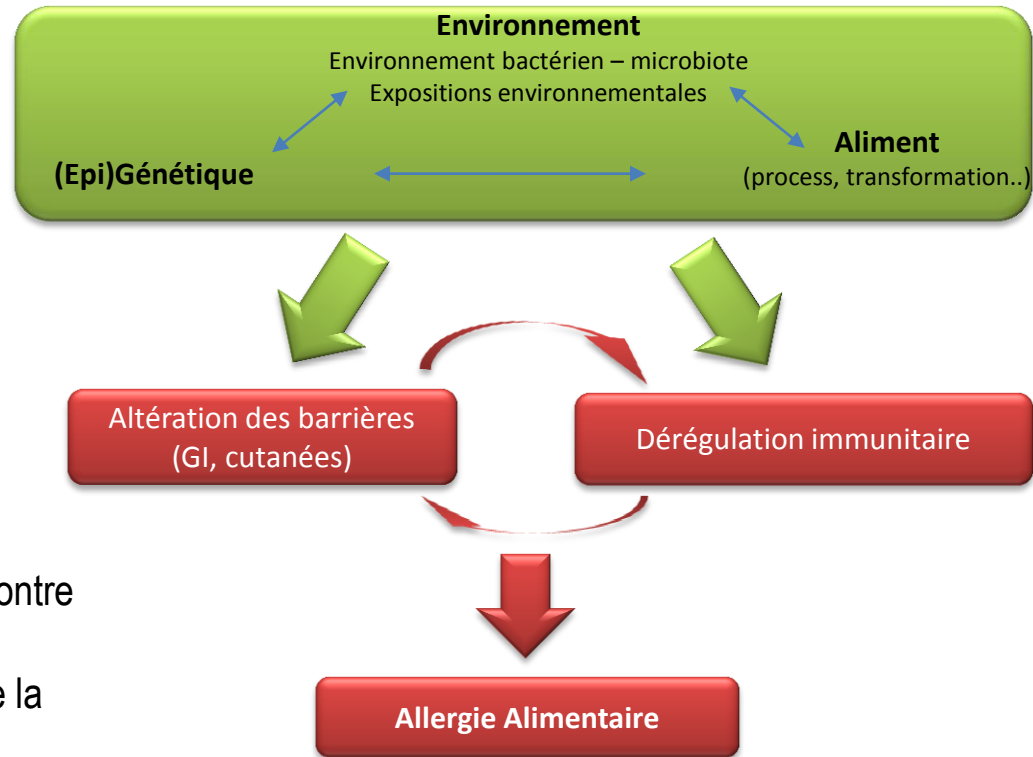 Environnement
Environnement bactérien – microbiote
Expositions environnementales
Aliment
(Epi)Génétique
(process, transformation..)
Altération des barrières
(GI, cutanées)
Dérégulation immunitaire
ontre
e la
Allergie Alimentaire